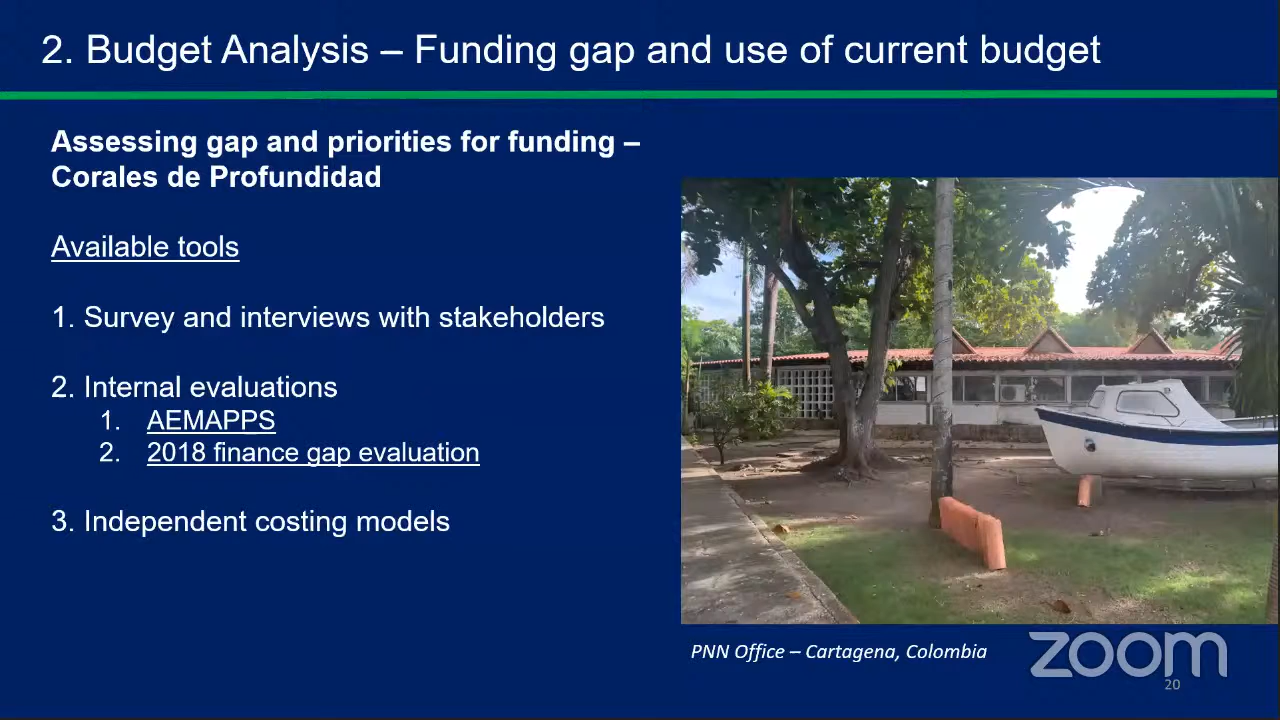 2. Budget Analysis – Funding gap and use of current budget
Assessing gap and priorities for funding –
Corales de Profundidad
Available tools
1. Survey and interviews with stakeholders
2. Internal evaluations
1. AEMAPPS
2. 2018 finance gap evaluation
3. Independent costing models
PNN Office – Cartagena, Colombia
zoom
20